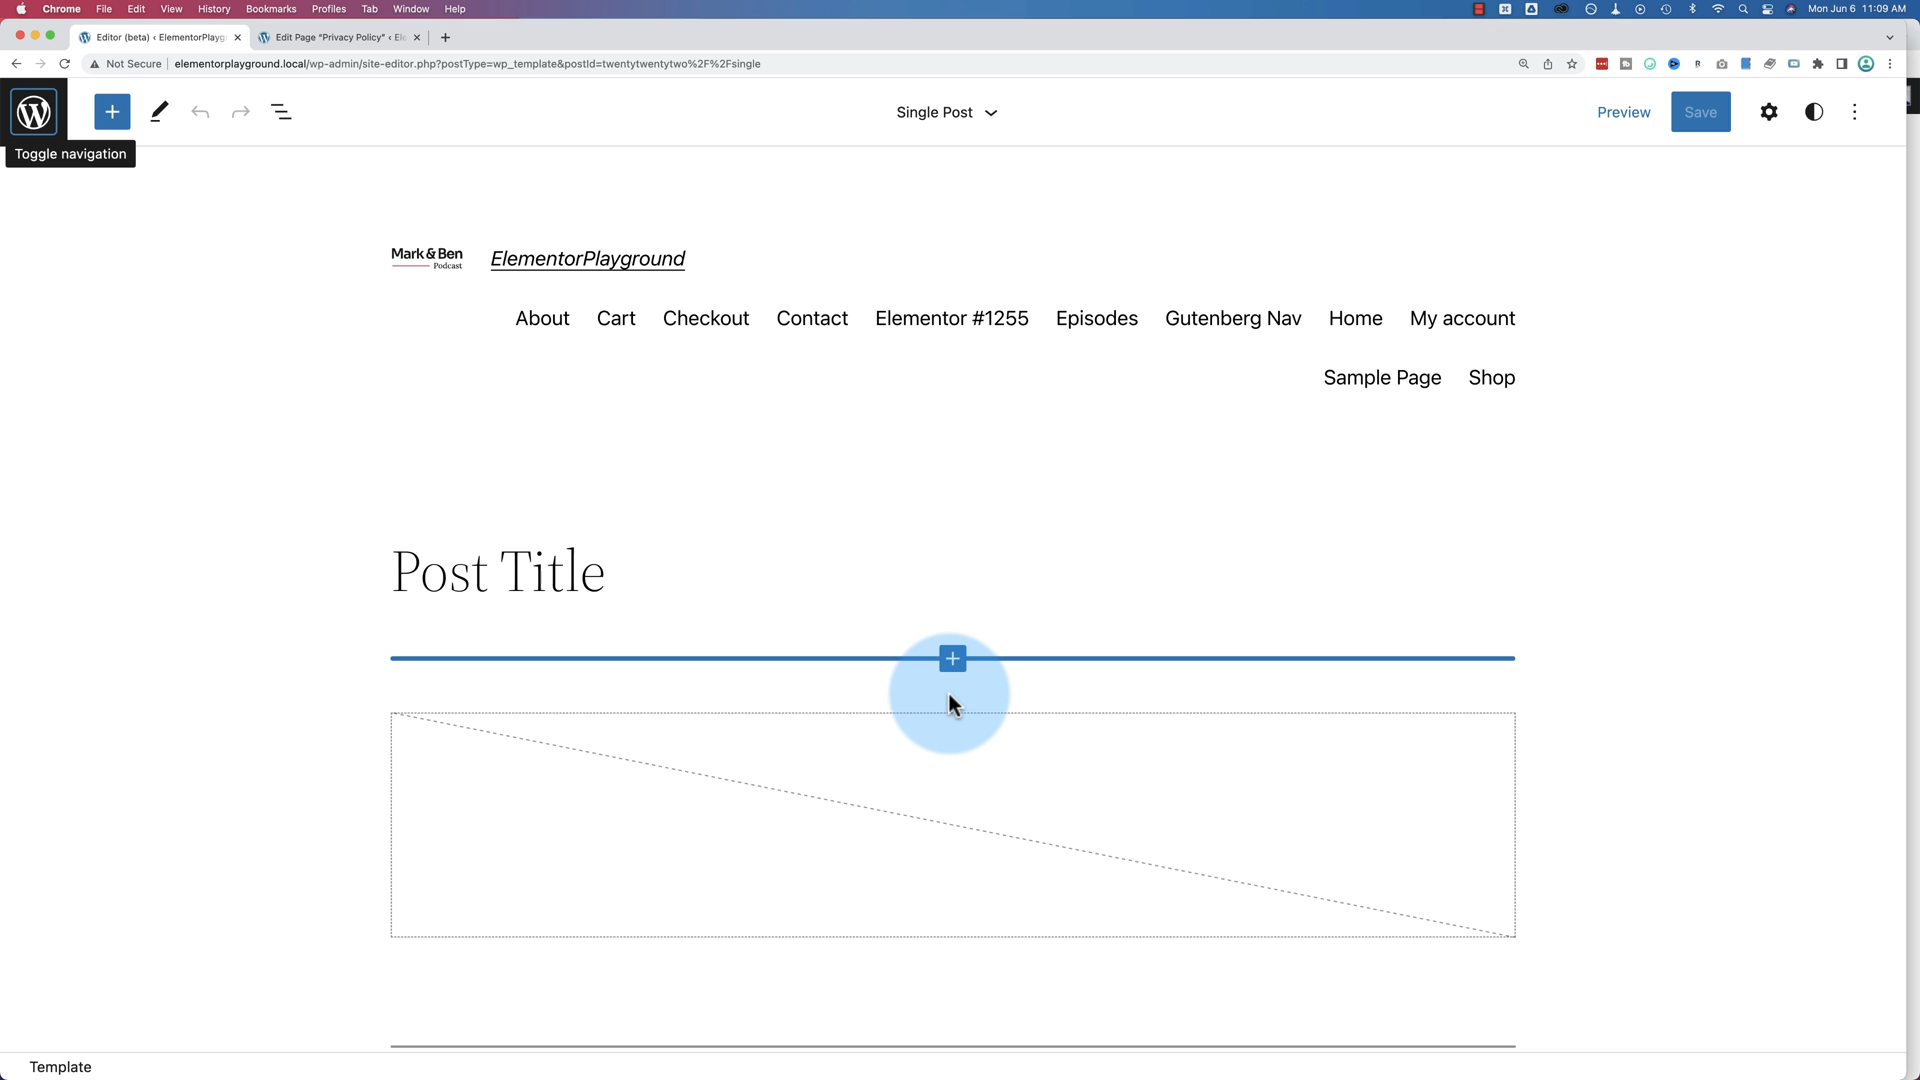 Chrome File Edit View History Bookmarks Profiles Tab Window Help Mon Jun 6 11:09 AM
Editor (beta) ‹ ElementorPlayg Edit Page “Privacy Policy” ‹ Ele
Not Secure elementorplayground.local/wp-admin/site-editor.php?postType=wp_template&postId=twentytwentytwo%2F%2Fsingle
Single Post Preview Save
Toggle navigation
Mark & Ben
Podcast
ElementorPlayground
About Cart Checkout Contact Elementor #1255 Episodes Gutenberg Nav Home My account
Sample Page Shop
Post Title
Template